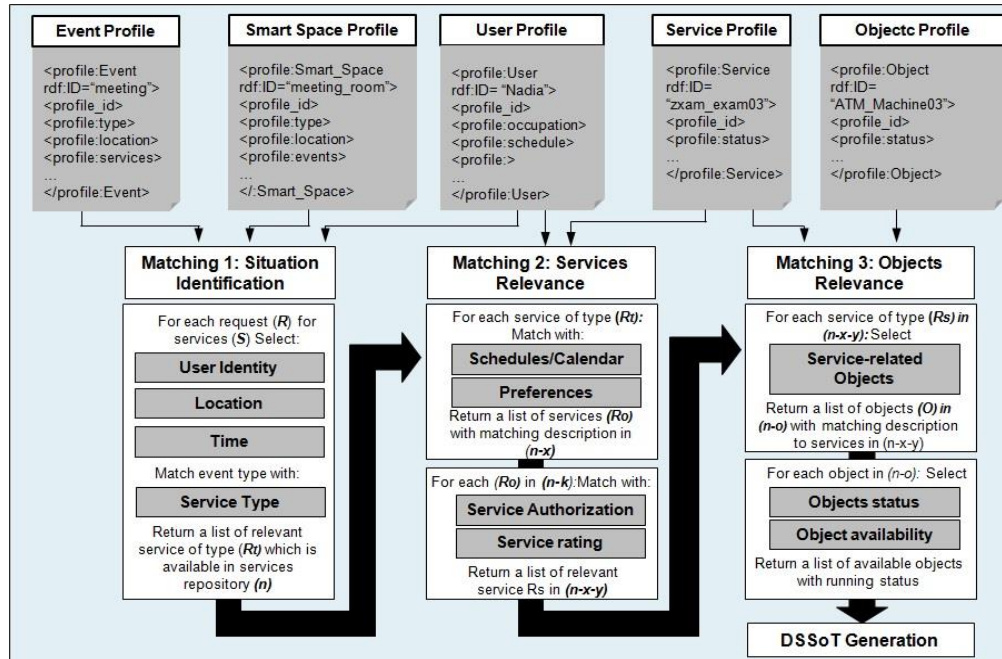 Event Profile
<profile:Event
rdf:ID="meeting">
<profile_id>
<profile:type>
<profile:location>
<profile:services>
...
</profile:Event>
Smart Space Profile
<profile:Smart_Space
rdf:ID="meeting_room">
<profile_id>
<profile:type>
<profile:location>
<profile:events>
...
</:Smart_Space>
User Profile
<profile:User
rdf:ID= "Nadia">
<profile_id>
<profile:occupation>
<profile:schedule>
<profile:>
...
</profile:User>
Service Profile
<profile:Service
rdf:ID=
"zxam_exam03">
<profile_id>
<profile:status>
...
</profile:Service>
Objectc Profile
<profile:Object
rdf:ID=
"ATM_Machine03">
<profile_id>
<profile:status>
...
</profile:Object>
Matching 1: Situation
Identification
For each request (R) for
services (S) Select:
User Identity
Location
Time
Match event type with:
Service Type
Return a list of relevant
service of type (Rt) which is
available in services
repository (n)
Matching 2: Services
Relevance
For each service of type (Rt):
Match with:
Schedules/Calendar
Preferences
Return a list of services (Ro)
with matching description in
(n-x)
For each (Ro) in (n-k):Match with:
Service Authorization
Service rating
Return a list of relevant
service Rs in (n-x-y)
Matching 3: Objects
Relevance
For each service of type (Rs) in
(n-x-y): Select
Service-related
Objects
Return a list of objects (O) in
(n-o) with matching description
to services in (n-x-y)
For each object in (n-o): Select
Objects status
Object availability
Return a list of available objects
with running status
DSSoT Generation